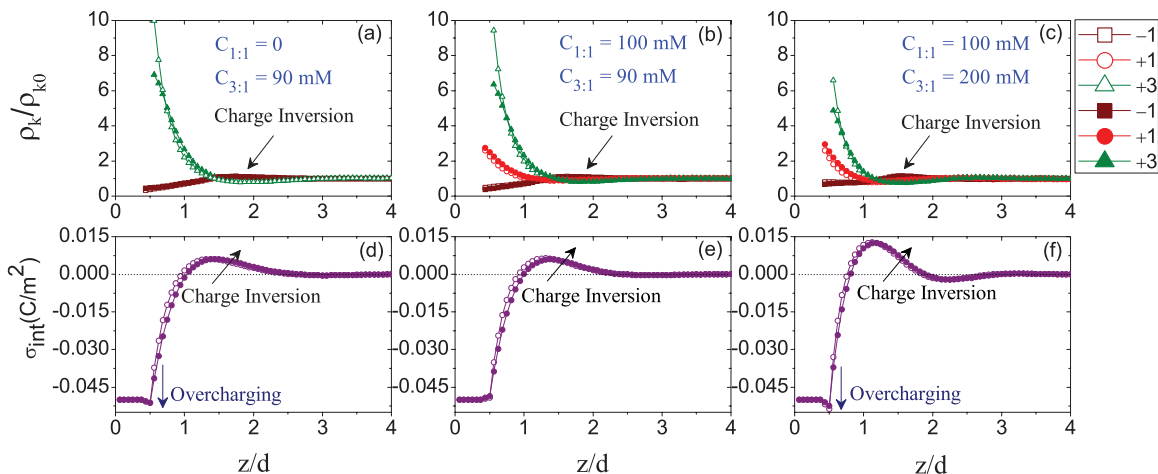 (a)
C1:1 = 0
C3:1 = 90 mM
Charge Inversion
ρk/ρk0
10
8
6
4
2
0
0 1 2 3 4
(b)
C1:1 = 100 mM
C3:1 = 90 mM
Charge Inversion
10
8
6
4
2
0
0 1 2 3 4
(c)
C1:1 = 100 mM
C3:1 = 200 mM
Charge Inversion
10
8
6
4
2
0
0 1 2 3 4
−1
+1
+3
−1
+1
+3
(d)
Charge Inversion
Overcharging
σint(C/m²)
0.015
0.000
-0.015
-0.030
-0.045
0 1 2 3 4
z/d
(e)
Charge Inversion
0.015
0.000
-0.015
-0.030
-0.045
0 1 2 3 4
z/d
(f)
Charge Inversion
Overcharging
0.015
0.000
-0.015
-0.030
-0.045
0 1 2 3 4
z/d